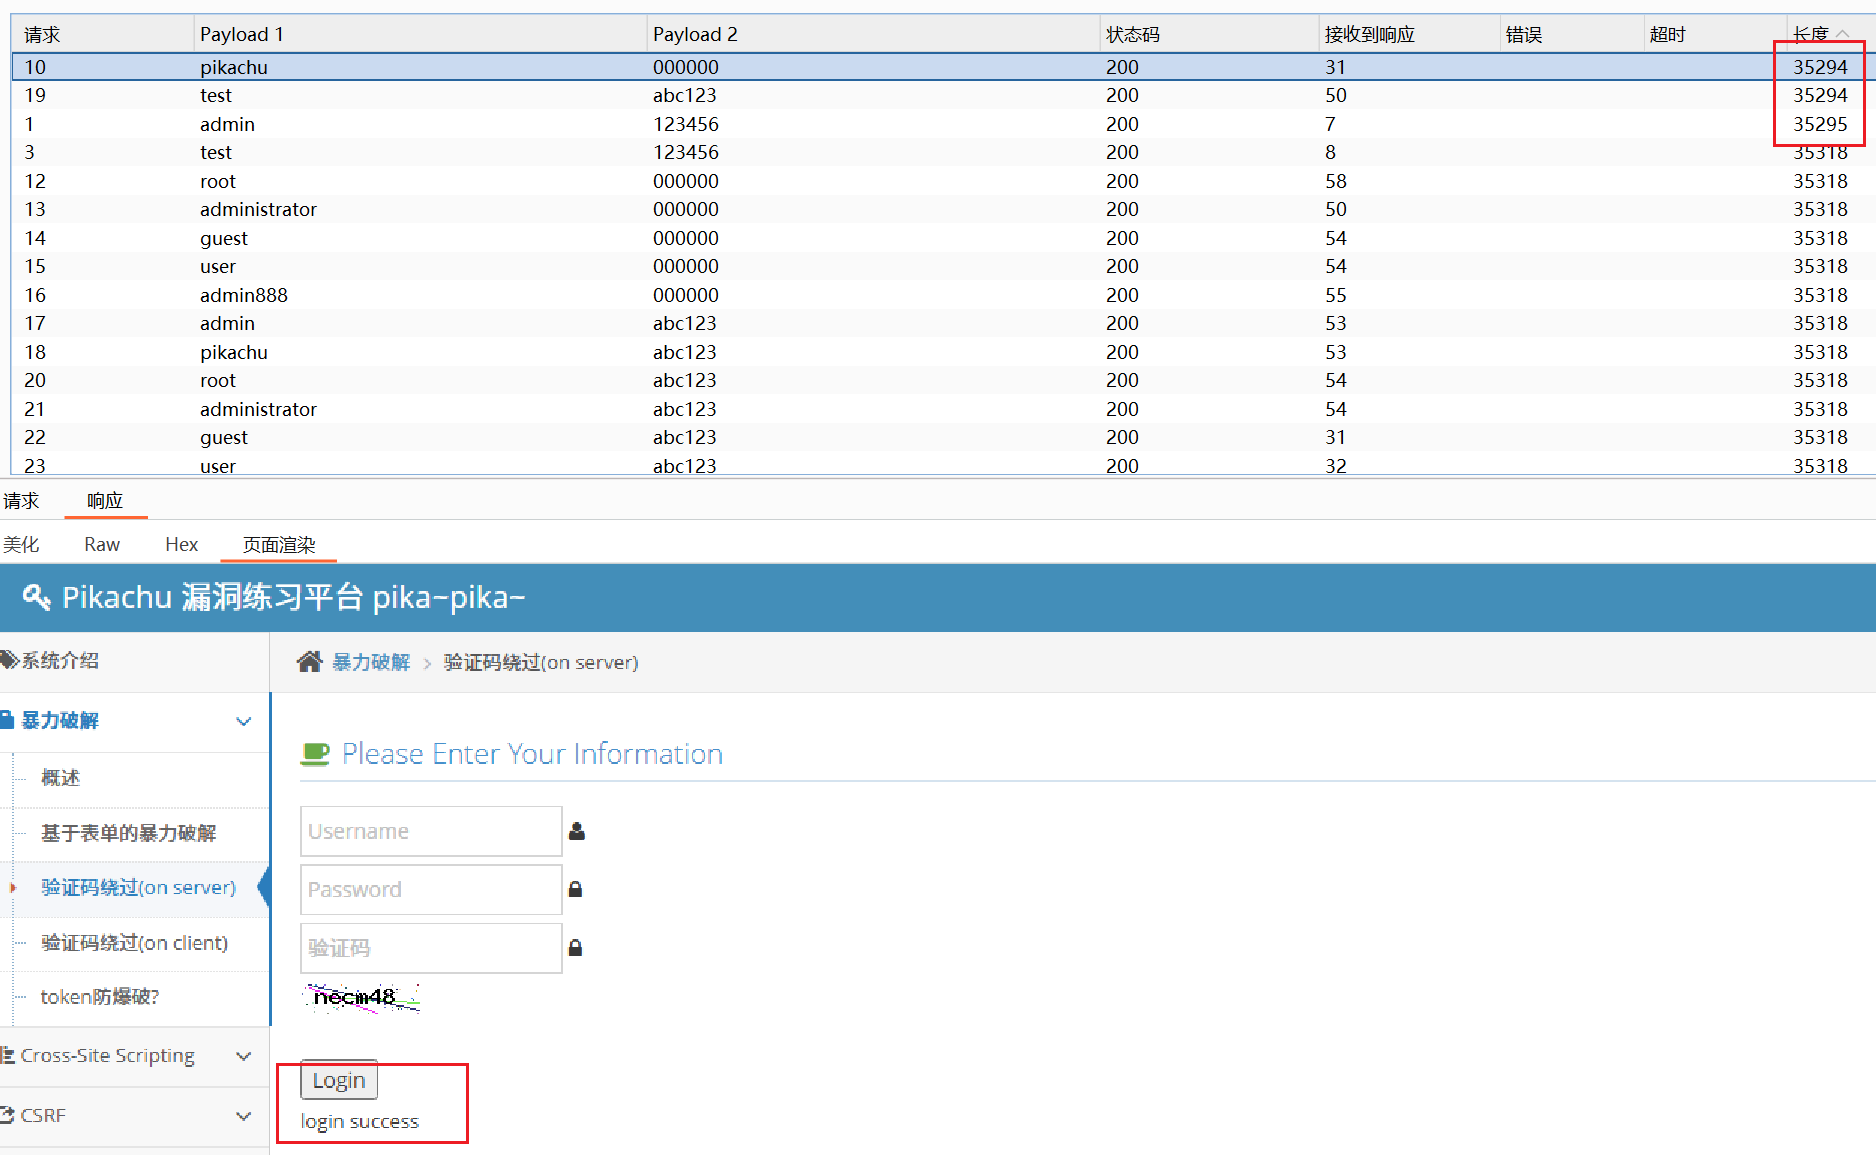 请求 Payload 1 Payload 2 状态码 接收到响应 错误 超时 长度
10 pikachu 000000 200 31 35294
19 test abc123 200 50 35294
1 admin 123456 200 7 35295
3 test 123456 200 8 35318
12 root 000000 200 58 35318
13 administrator 000000 200 50 35318
14 guest 000000 200 54 35318
15 user 000000 200 54 35318
16 admin888 000000 200 55 35318
17 admin abc123 200 53 35318
18 pikachu abc123 200 53 35318
20 root abc123 200 54 35318
21 administrator abc123 200 54 35318
22 guest abc123 200 31 35318
23 user abc123 200 32 35318
请求 响应
美化 Raw Hex 页面渲染
Pikachu 漏洞练习平台 pika~pika~
系统介绍
暴力破解
概述
基于表单的暴力破解
验证码绕过(on server)
验证码绕过(on client)
token防爆破?
Cross-Site Scripting
CSRF
暴力破解 > 验证码绕过(on server)
Please Enter Your Information
Username
Password
验证码
necm48
Login
login success